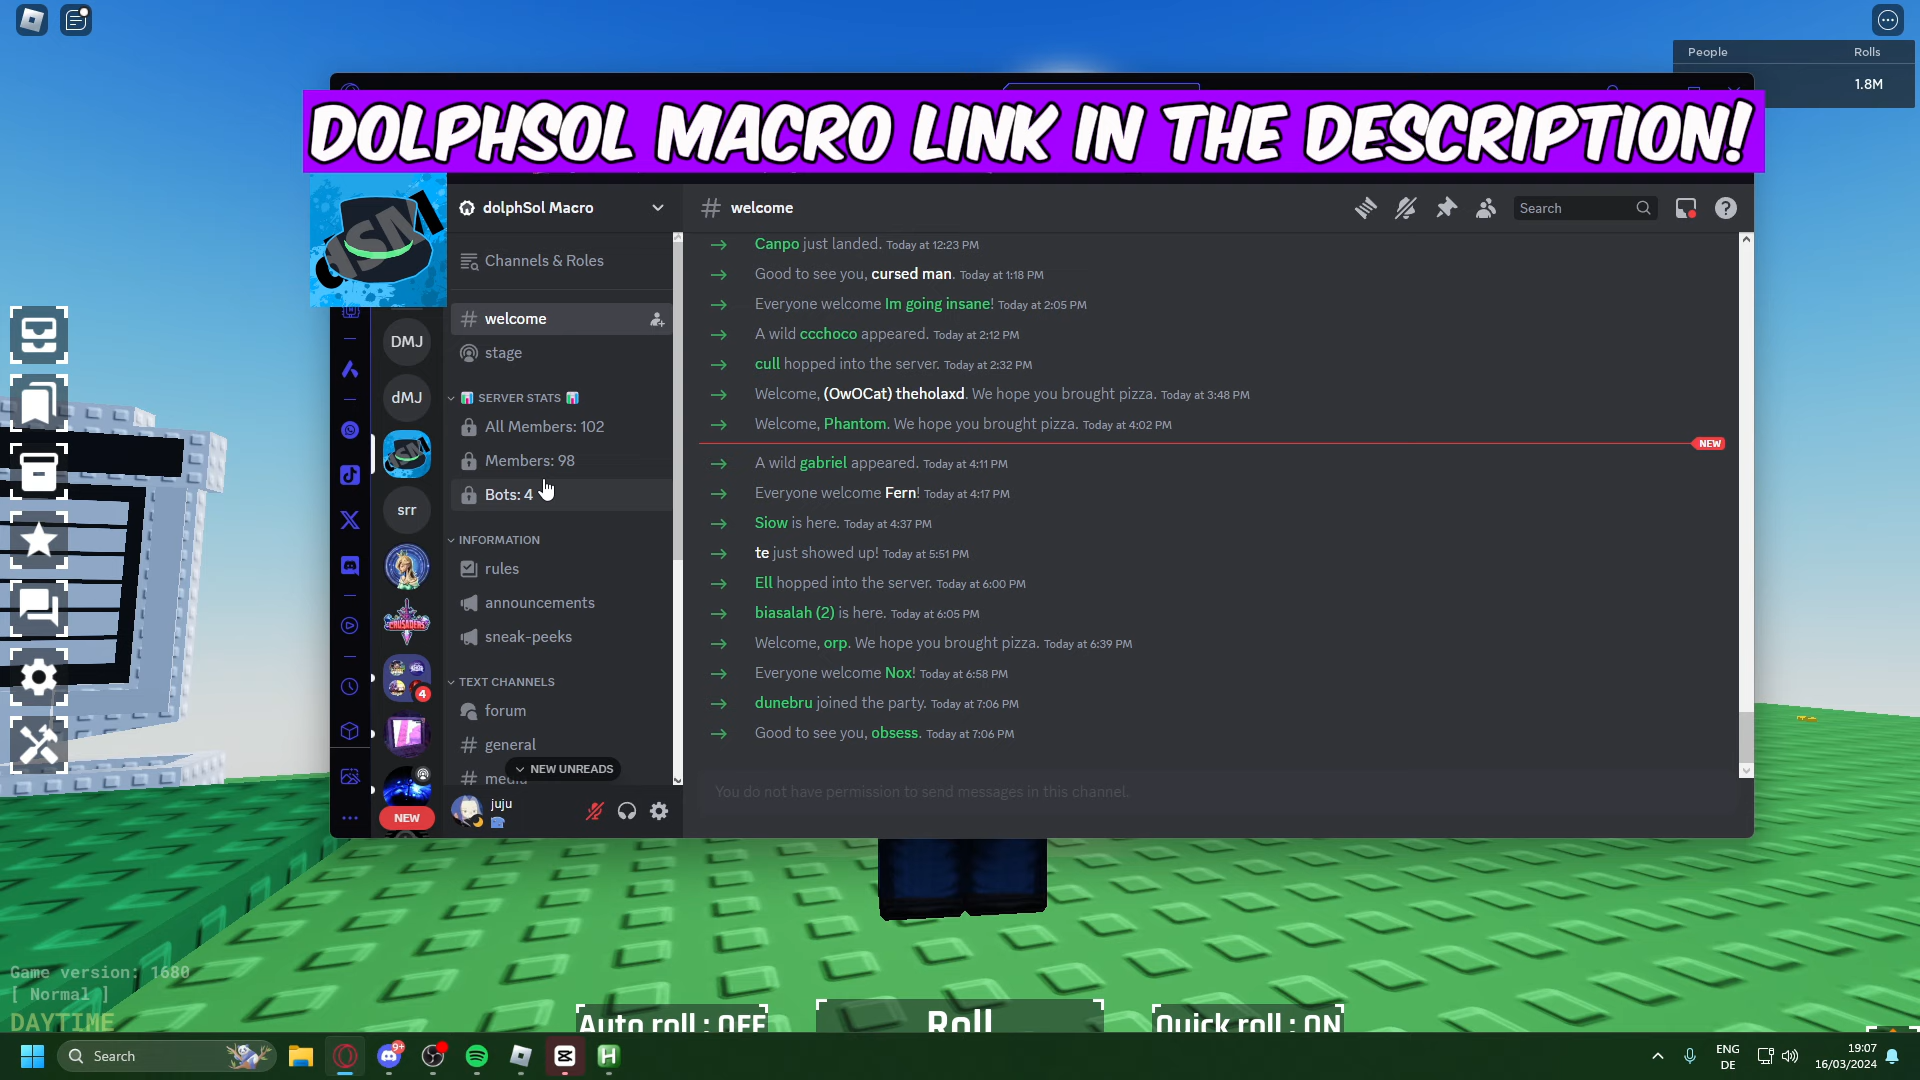 People Rolls
1.8M
DOLPHSOL MACRO LINK IN THE DESCRIPTION!
dolphSol Macro
welcome
Search
Channels & Roles
welcome
stage
SERVER STATS
All Members: 102
Members: 98
Bots: 4
INFORMATION
rules
announcements
sneak-peeks
TEXT CHANNELS
forum
general
NEW UNREADS
DMJ
dMJ
JSM
srr
CRUSADERS
4
NEW
juju
Canpo just landed. Today at 12:23 PM
Good to see you, cursed man. Today at 1:18 PM
Everyone welcome Im going insane! Today at 2:05 PM
A wild ccchoco appeared. Today at 2:12 PM
cull hopped into the server. Today at 2:32 PM
Welcome, (OwOCat) theholaxd. We hope you brought pizza. Today at 3:48 PM
Welcome, Phantom. We hope you brought pizza. Today at 4:02 PM
NEW
A wild gabriel appeared. Today at 4:11 PM
Everyone welcome Fern! Today at 4:17 PM
Siow is here. Today at 4:37 PM
te just showed up! Today at 5:51 PM
Ell hopped into the server. Today at 6:00 PM
biasalah (2) is here. Today at 6:05 PM
Welcome, orp. We hope you brought pizza. Today at 6:39 PM
Everyone welcome Nox! Today at 6:58 PM
dunebru joined the party. Today at 7:06 PM
Good to see you, obsess. Today at 7:06 PM
You do not have permission to send messages in this channel.
Game version: 1680
[ Normal ]
DAYTIME
Auto roll : OFF
Roll
Quick roll : ON
Search
9+
ENG
DE
19:07
16/03/2024